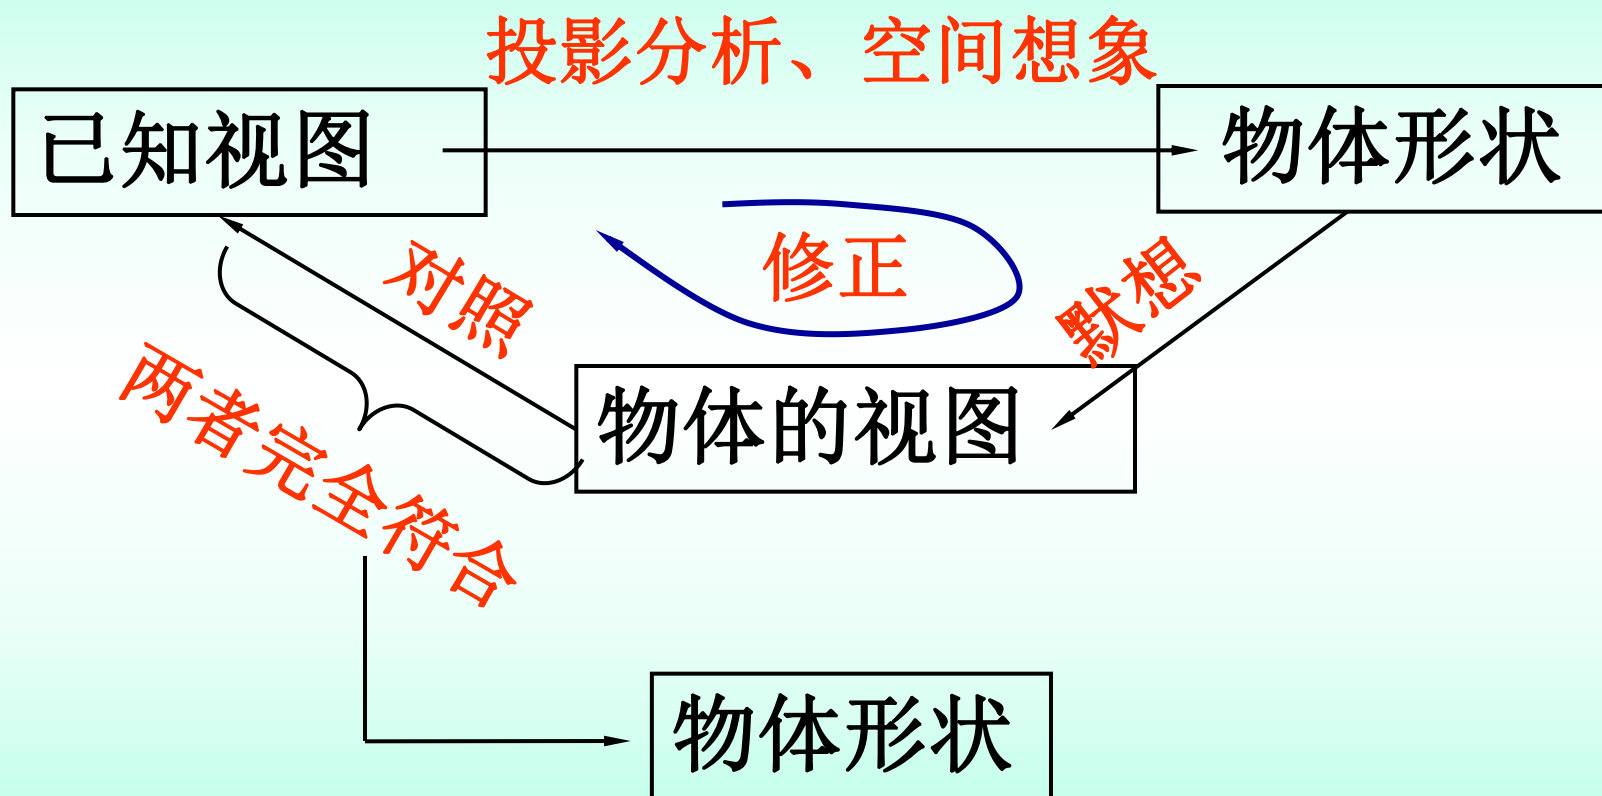 投影分析、空间想象
已知视图
物体形状
对照
修正
默想
物体的视图
两者完全符合
物体形状